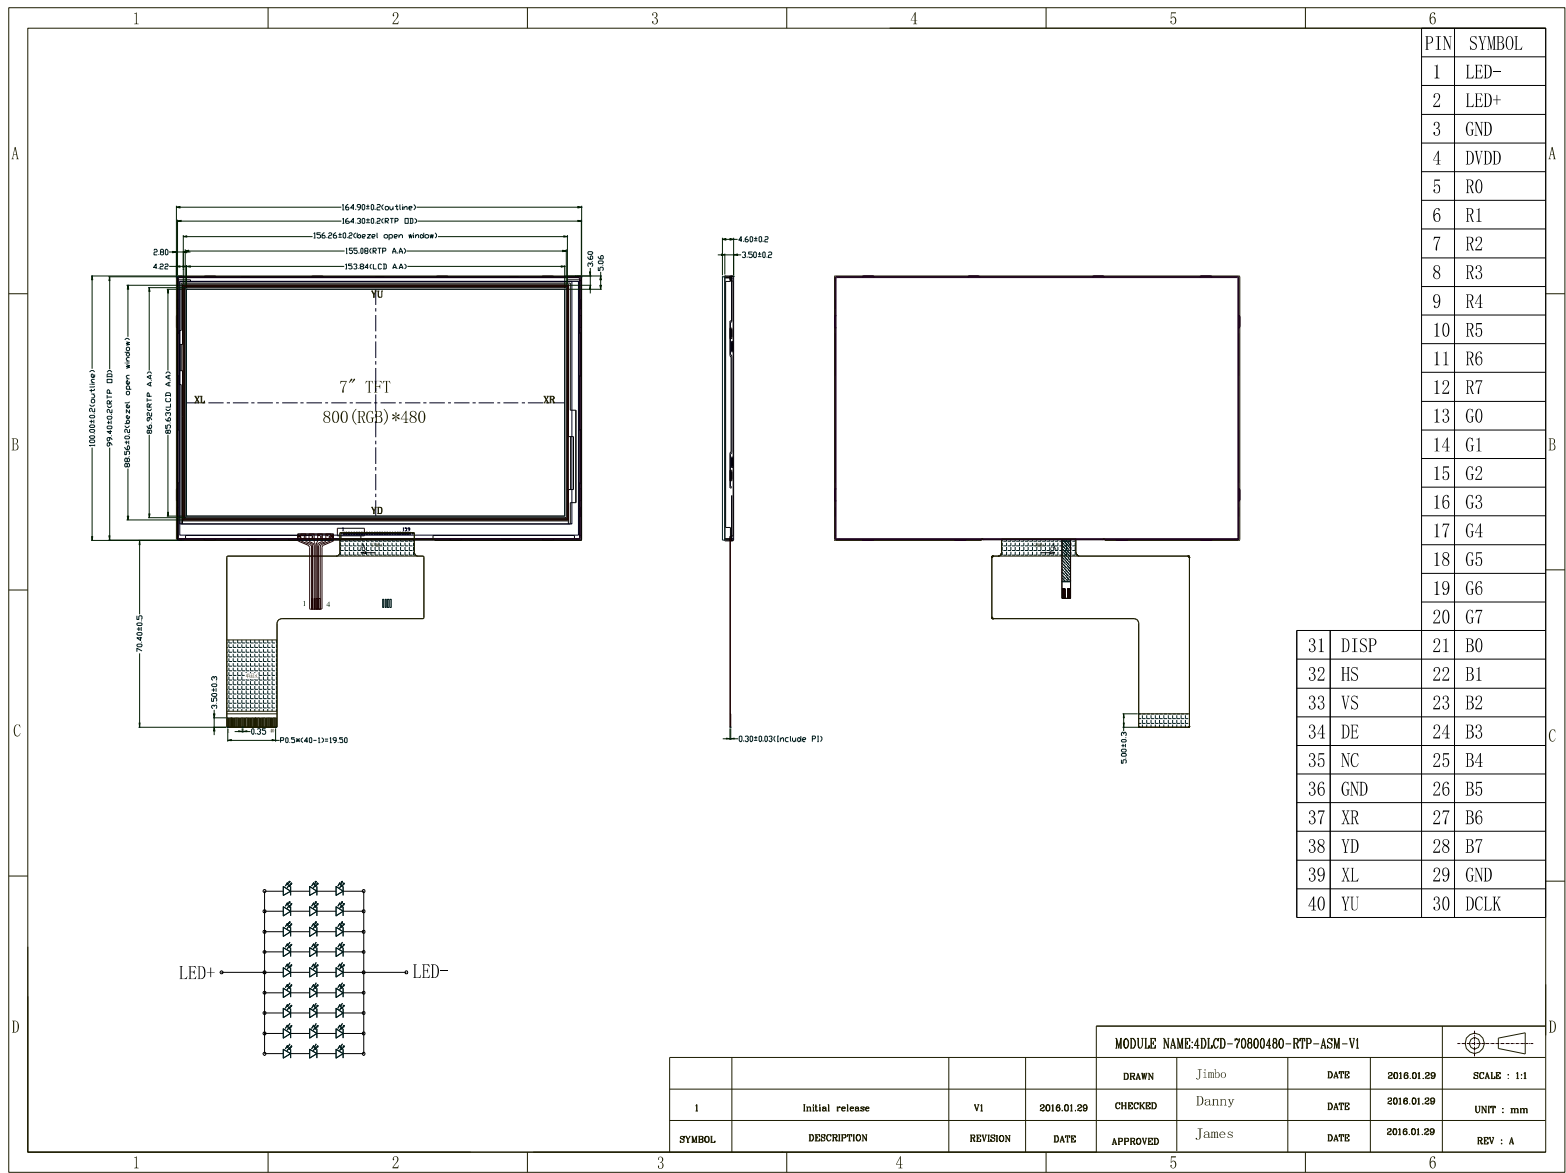 1 2 3 4 5 6
A
B
C
D
A
B
C
D
PIN SYMBOL
1 LED-
2 LED+
3 GND
4 DVDD
5 R0
6 R1
7 R2
8 R3
9 R4
10 R5
11 R6
12 R7
13 G0
14 G1
15 G2
16 G3
17 G4
18 G5
19 G6
20 G7
31 DISP 21 B0
32 HS 22 B1
33 VS 23 B2
34 DE 24 B3
35 NC 25 B4
36 GND 26 B5
37 XR 27 B6
38 YD 28 B7
39 XL 29 GND
40 YU 30 DCLK
164.90±0.2(outline)
164.30±0.2(RTP OD)
156.26±0.2(bezel open window)
2.80 155.08(RTP A.A)
4.22 153.84(LCD A.A)
3.60
5.06
100.00±0.2(outline)
99.40±0.2(RTP OD)
88.56±0.2(bezel open window)
86.92(RTP A.A)
85.63(LCD A.A)
YU
7″ TFT
XL XR
800(RGB)*480
YD
139
1 4
70.40±0.5
3.50±0.3
0.35
P0.5*(40-1)=19.50
4.60±0.2
3.50±0.2
0.30±0.03(Include PI)
5.00±0.3
LED+ LED-
MODULE NAME:4DLCD-70800480-RTP-ASM-V1
DRAWN Jimbo DATE 2016.01.29 SCALE : 1:1
1 Initial release V1 2016.01.29 CHECKED Danny DATE 2016.01.29 UNIT : mm
SYMBOL DESCRIPTION REVISION DATE APPROVED James DATE 2016.01.29 REV : A
1 2 3 4 5 6